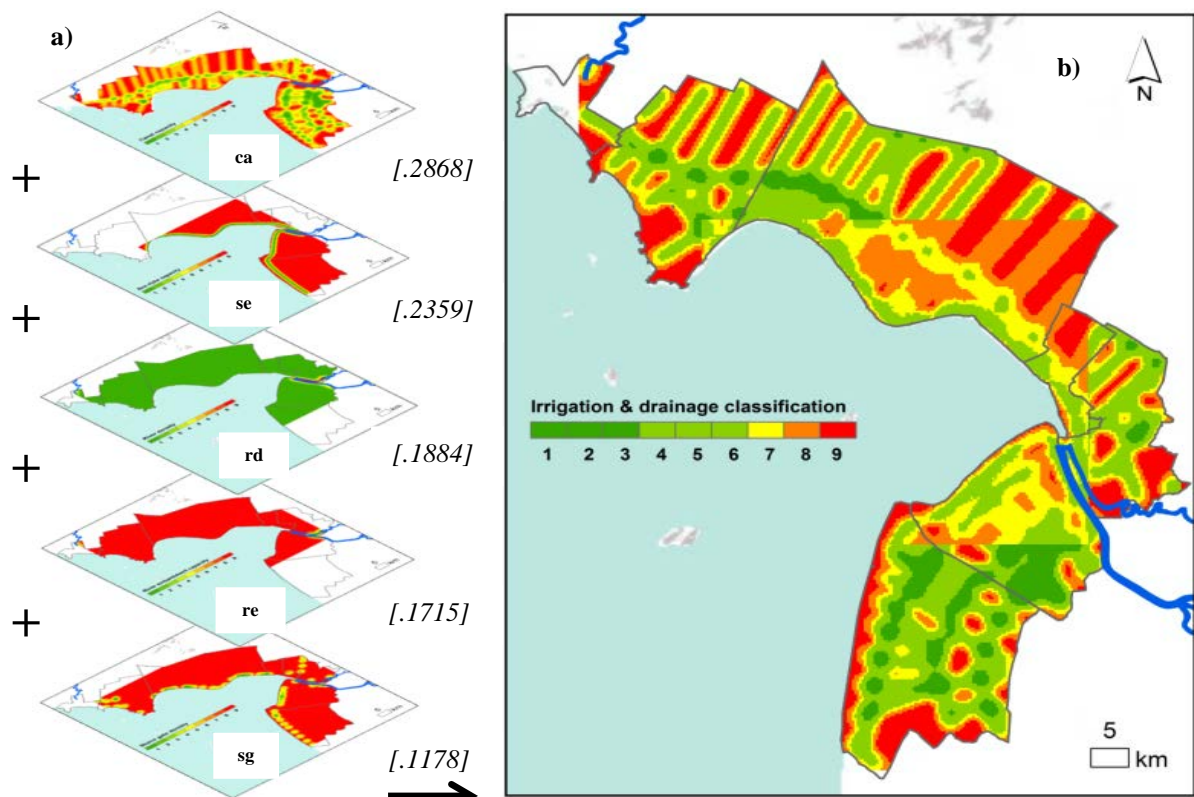 a)
ca
+
[.2868]
se
+
[.2359]
rd
+
[.1884]
re
+
[.1715]
sg
[.1178]
b)
N
Irrigation & drainage classification
1 2 3 4 5 6 7 8 9
5
km